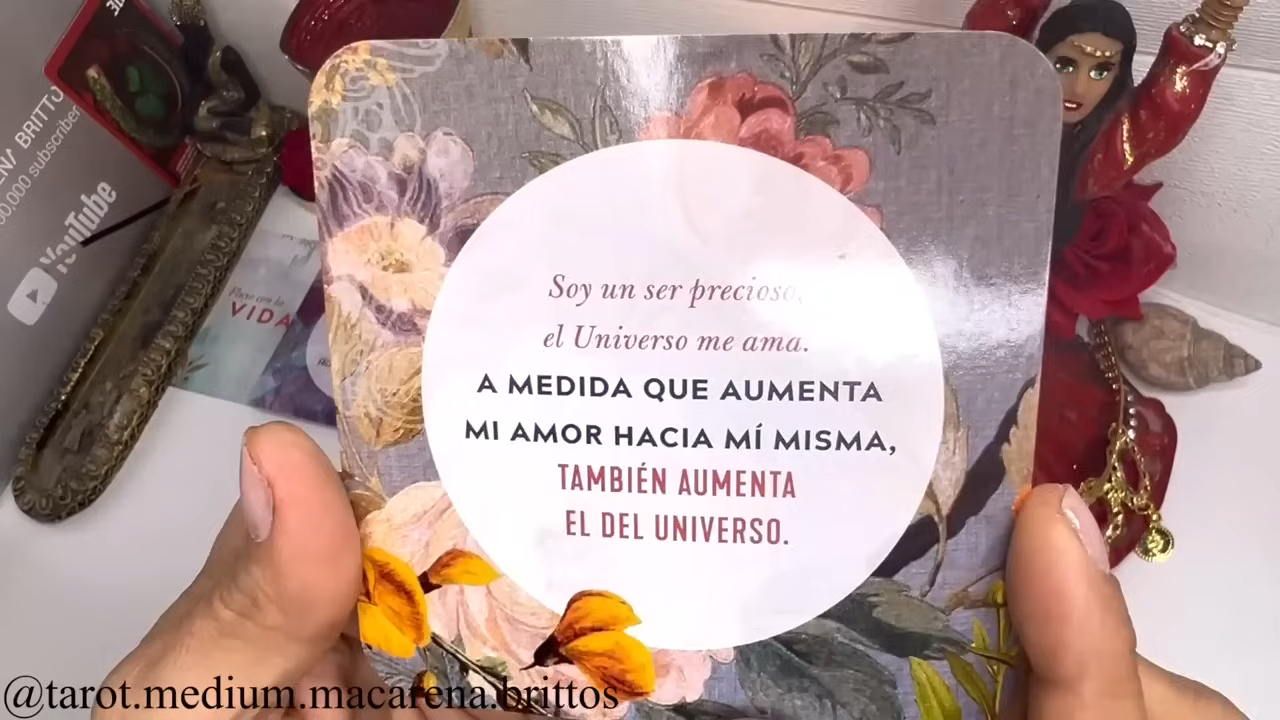 Soy un ser precioso,
el Universo me ama.
A MEDIDA QUE AUMENTA
MI AMOR HACIA MÍ MISMA,
TAMBIÉN AUMENTA
EL DEL UNIVERSO.
BRITTO
subscriber
YouTube
VIDA
@tarot.medium.macarena.brittos